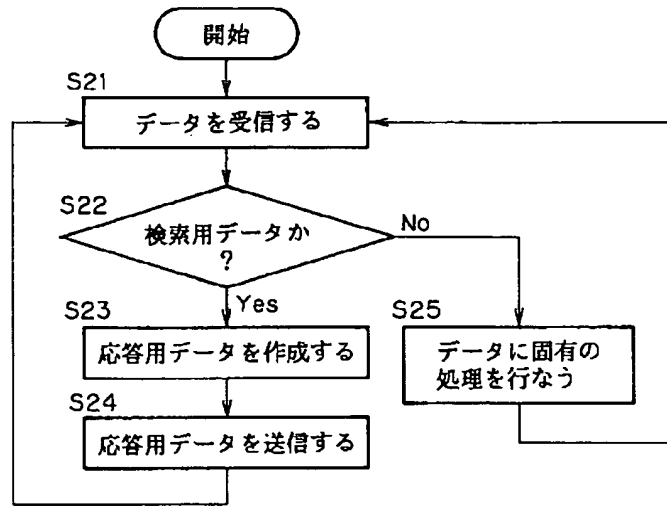 開始
S21
データを受信する
S22
検索用データか
?
No
Yes
S23
応答用データを作成する
S24
応答用データを送信する
S25
データに固有の
処理を行なう